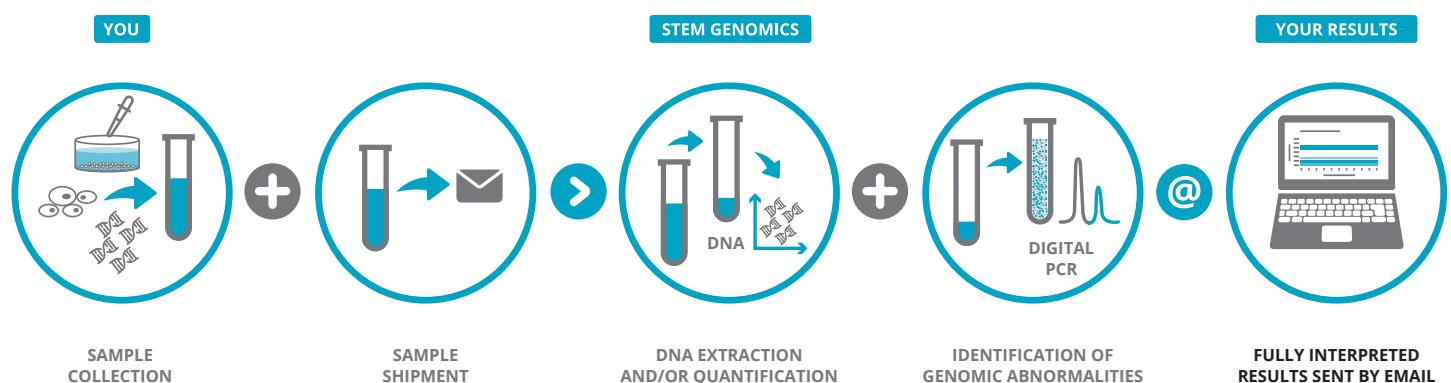 YOU
STEM GENOMICS
YOUR RESULTS
@
DNA
DIGITAL
PCR
SAMPLE
COLLECTION
SAMPLE
SHIPMENT
DNA EXTRACTION
AND/OR QUANTIFICATION
IDENTIFICATION OF
GENOMIC ABNORMALITIES
FULLY INTERPRETED
RESULTS SENT BY EMAIL